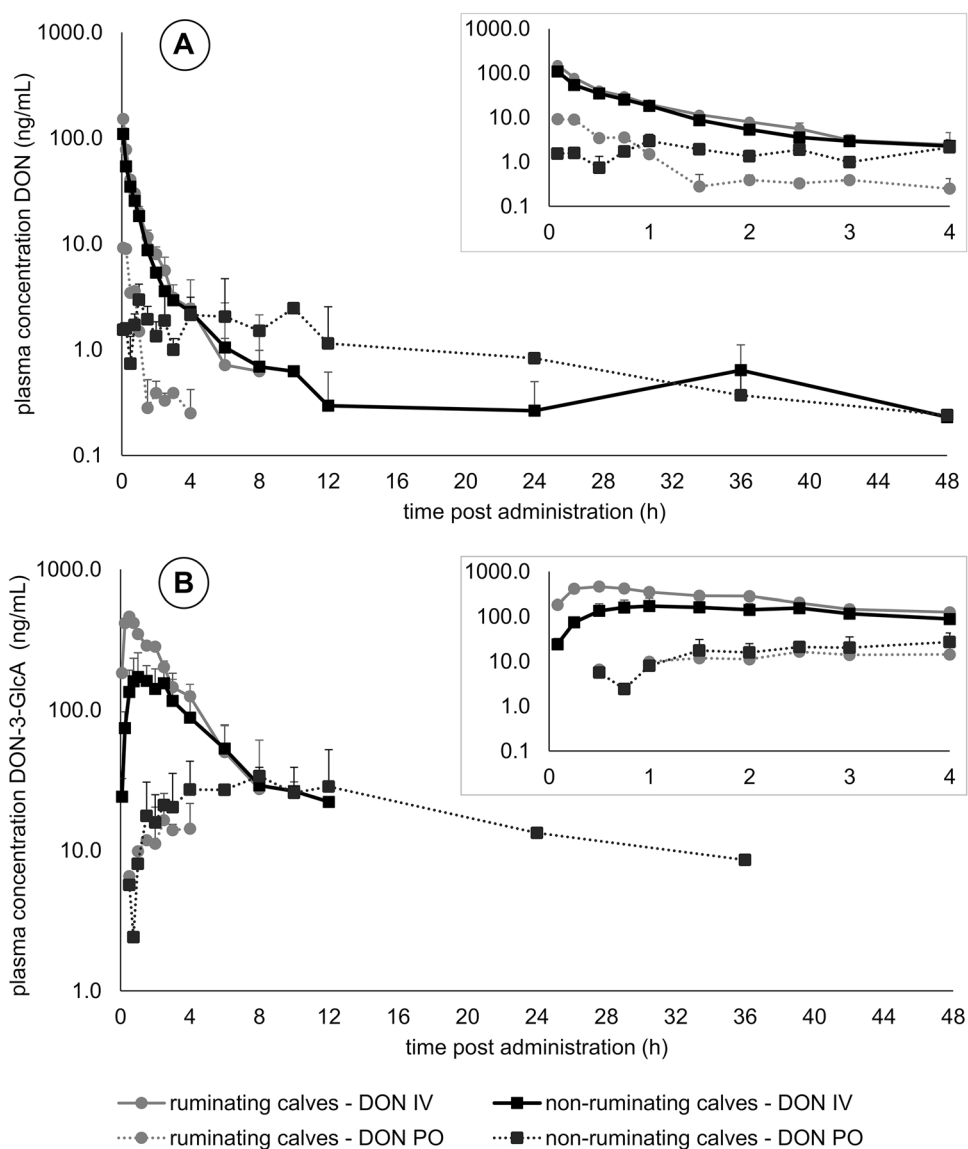 A
plasma concentration DON (ng/mL)
1000.0
100.0
10.0
1.0
0.1
0 4 8 12 16 20 24 28 32 36 40 44 48
time post administration (h)
1000.0
100.0
10.0
1.0
0.1
0 1 2 3 4
B
plasma concentration DON-3-GlcA (ng/mL)
1000.0
100.0
10.0
1.0
0 4 8 12 16 20 24 28 32 36 40 44 48
time post administration (h)
1000.0
100.0
10.0
1.0
0.1
0 1 2 3 4
ruminating calves - DON IV
non-ruminating calves - DON IV
ruminating calves - DON PO
non-ruminating calves - DON PO